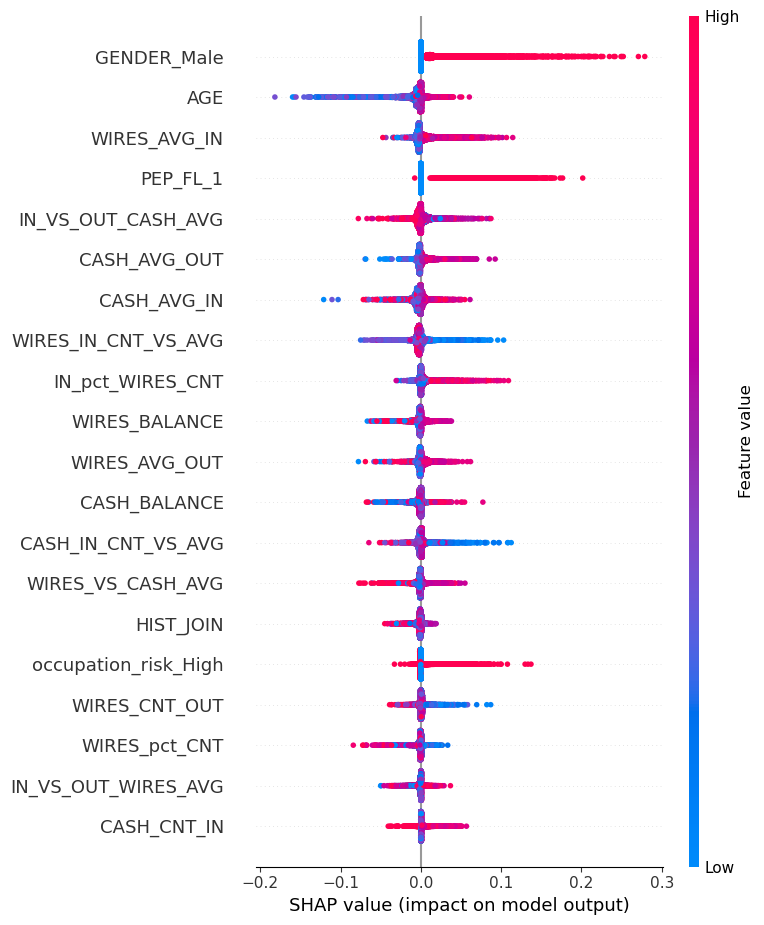 High
GENDER_Male
AGE
WIRES_AVG_IN
PEP_FL_1
IN_VS_OUT_CASH_AVG
CASH_AVG_OUT
CASH_AVG_IN
WIRES_IN_CNT_VS_AVG
IN_pct_WIRES_CNT
WIRES_BALANCE
WIRES_AVG_OUT
CASH_BALANCE
CASH_IN_CNT_VS_AVG
WIRES_VS_CASH_AVG
HIST_JOIN
occupation_risk_High
WIRES_CNT_OUT
WIRES_pct_CNT
IN_VS_OUT_WIRES_AVG
CASH_CNT_IN
Feature value
Low
−0.2 −0.1 0.0 0.1 0.2 0.3
SHAP value (impact on model output)